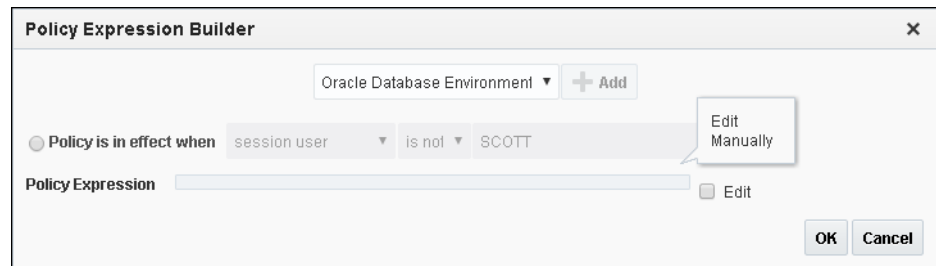 Policy Expression Builder
Oracle Database Environment
Add
Edit
Manually
Policy is in effect when session user is not SCOTT
Policy Expression
Edit
OK Cancel